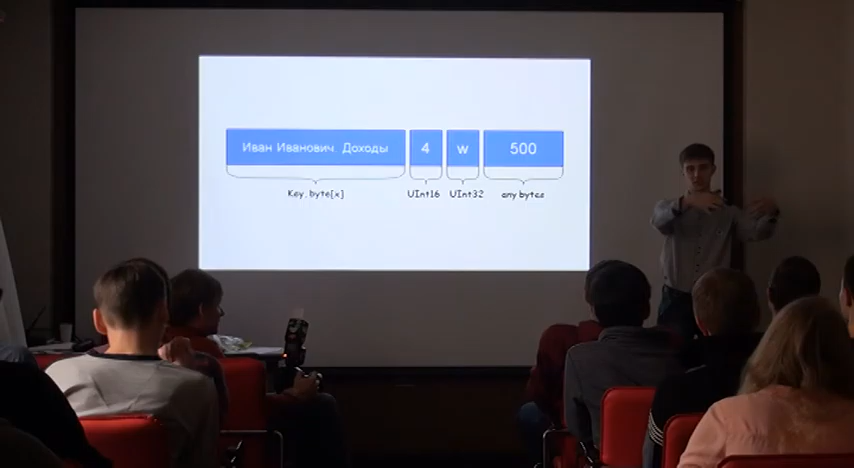 Иван Иванович. Доходы 4 w 500
Key, byte[x] UInt16 UInt32 any bytes